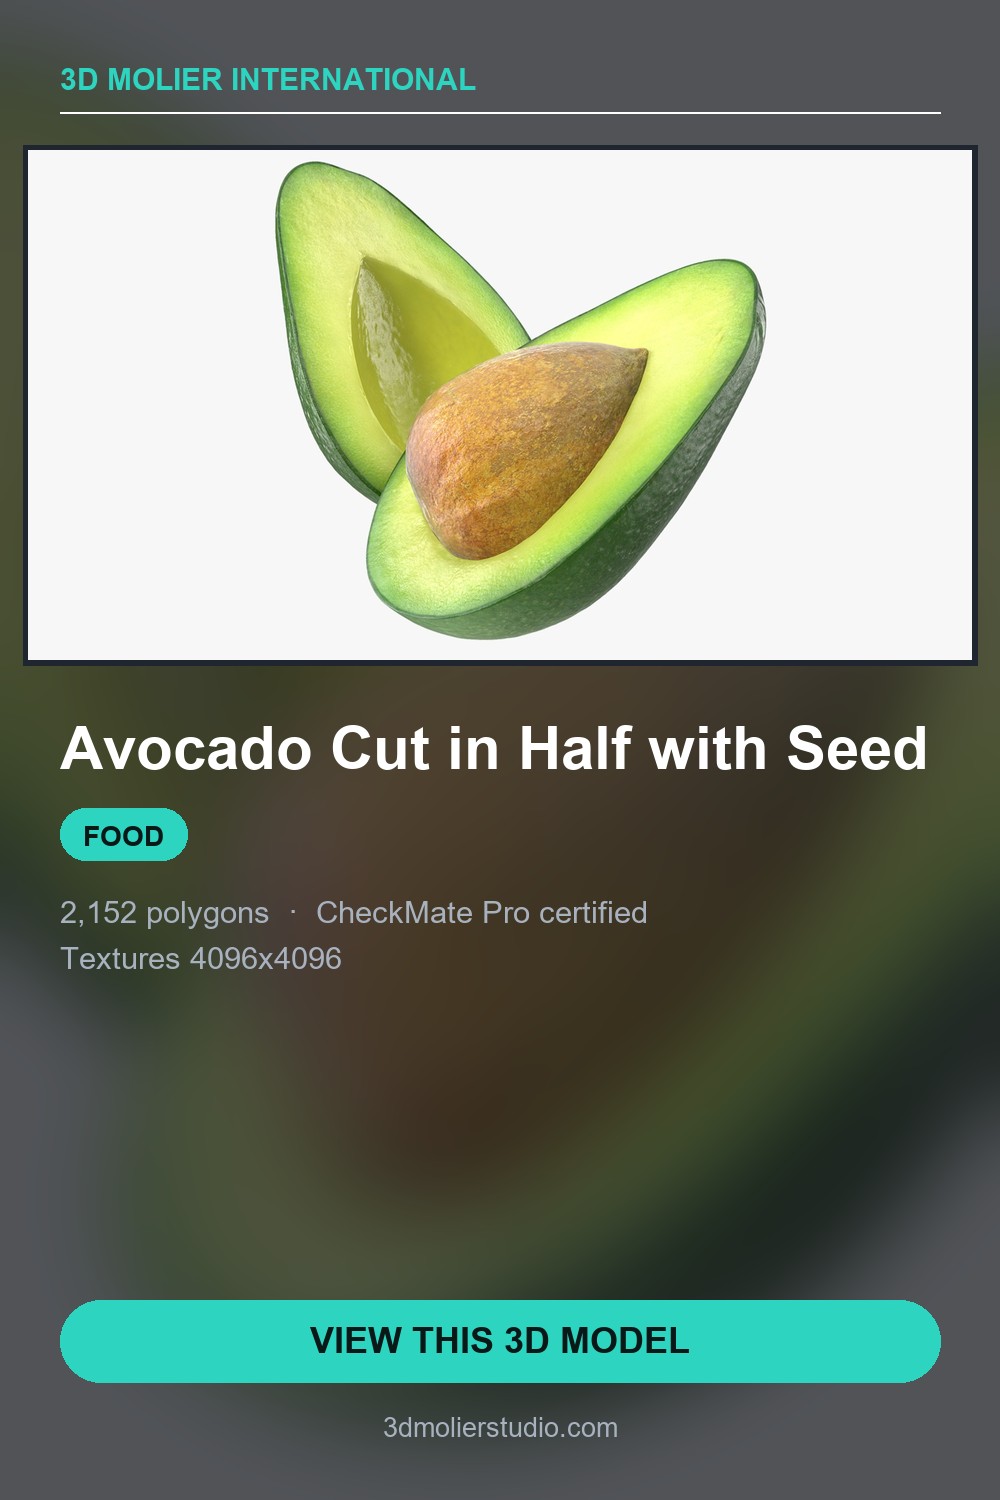 3D MOLIER INTERNATIONAL
Avocado Cut in Half with Seed
FOOD
2,152 polygons · CheckMate Pro certified
Textures 4096x4096
VIEW THIS 3D MODEL
3dmolierstudio.com